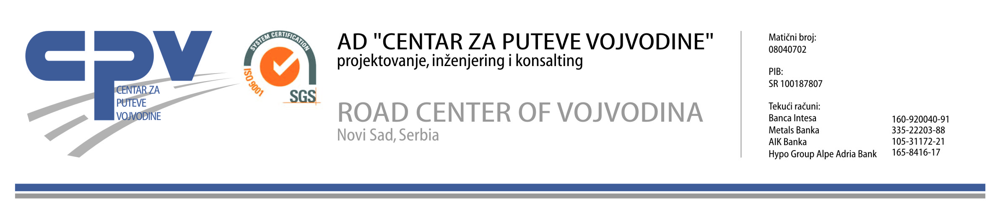 CPV
CENTAR ZA
PUTEVE
VOJVODINE
SYSTEM CERTIFICATION
ISO 9001
SGS
AD "CENTAR ZA PUTEVE VOJVODINE"
projektovanje, inženjering i konsalting
ROAD CENTER OF VOJVODINA
Novi Sad, Serbia
Matični broj:
08040702
PIB:
SR 100187807
Tekući računi:
Banca Intesa 160-920040-91
Metals Banka 335-22203-88
AIK Banka 105-31172-21
Hypo Group Alpe Adria Bank 165-8416-17